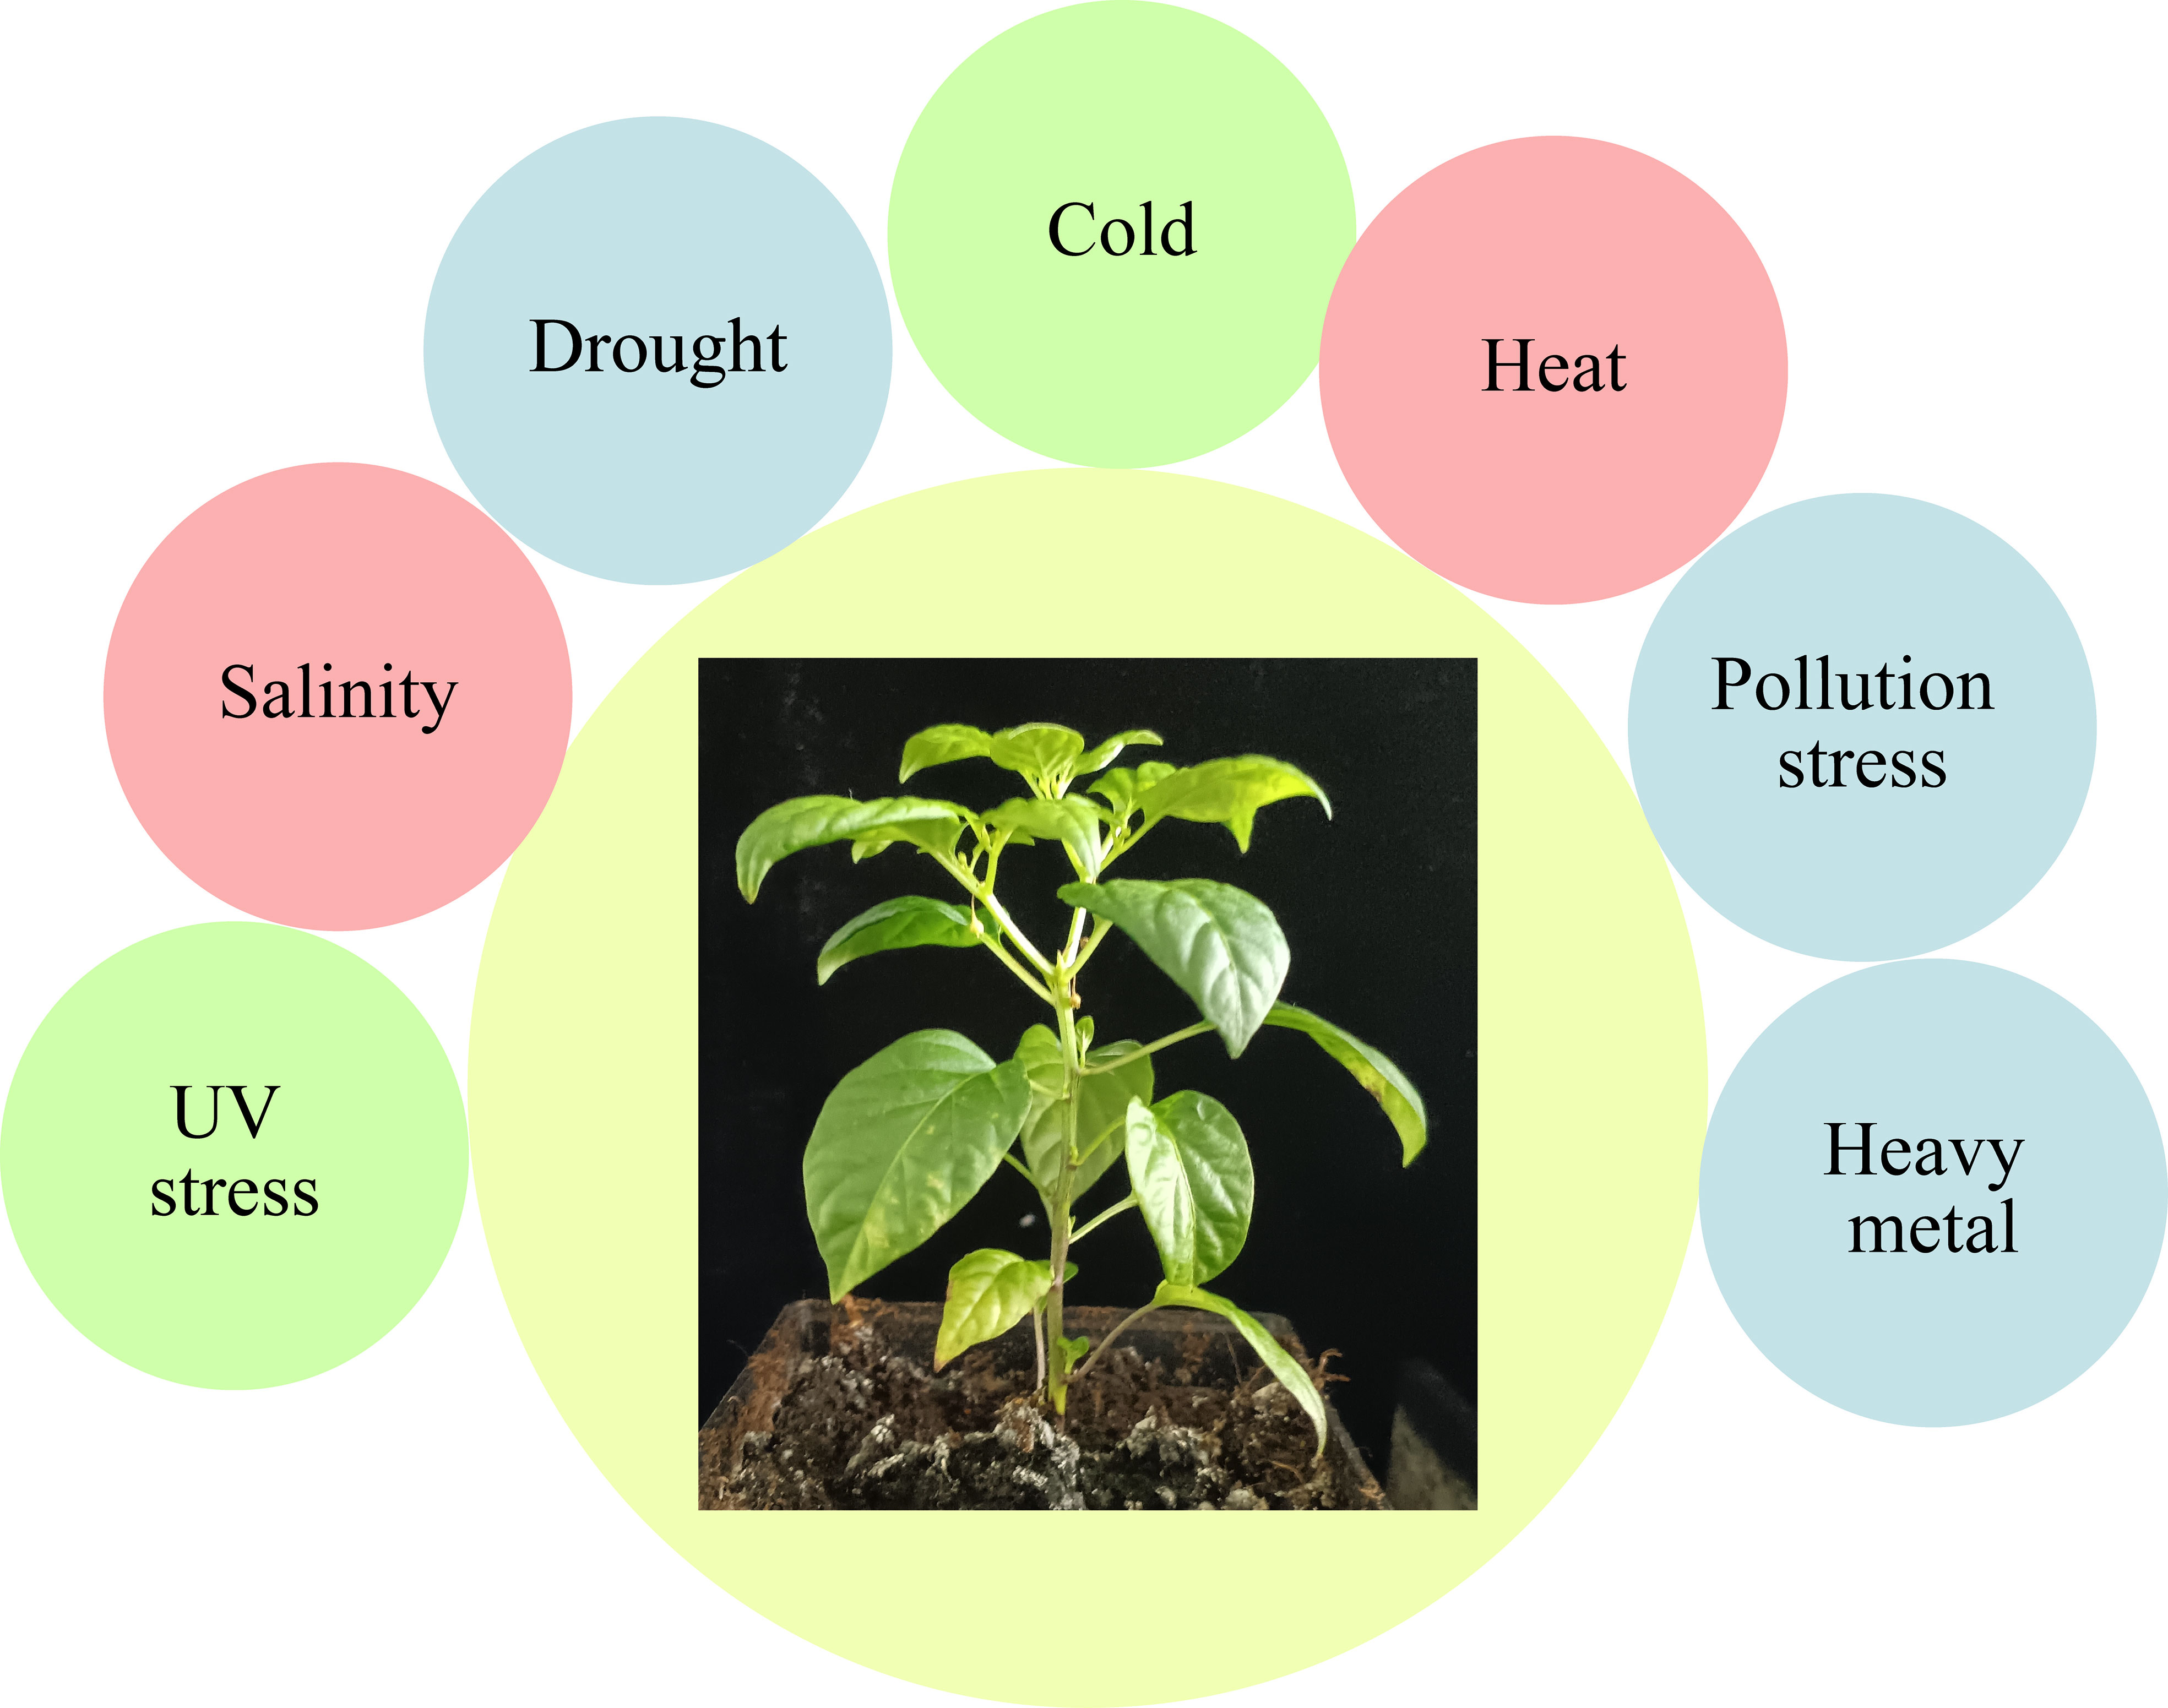 Cold
Drought
Heat
Salinity
Pollution
stress
UV
stress
Heavy
metal